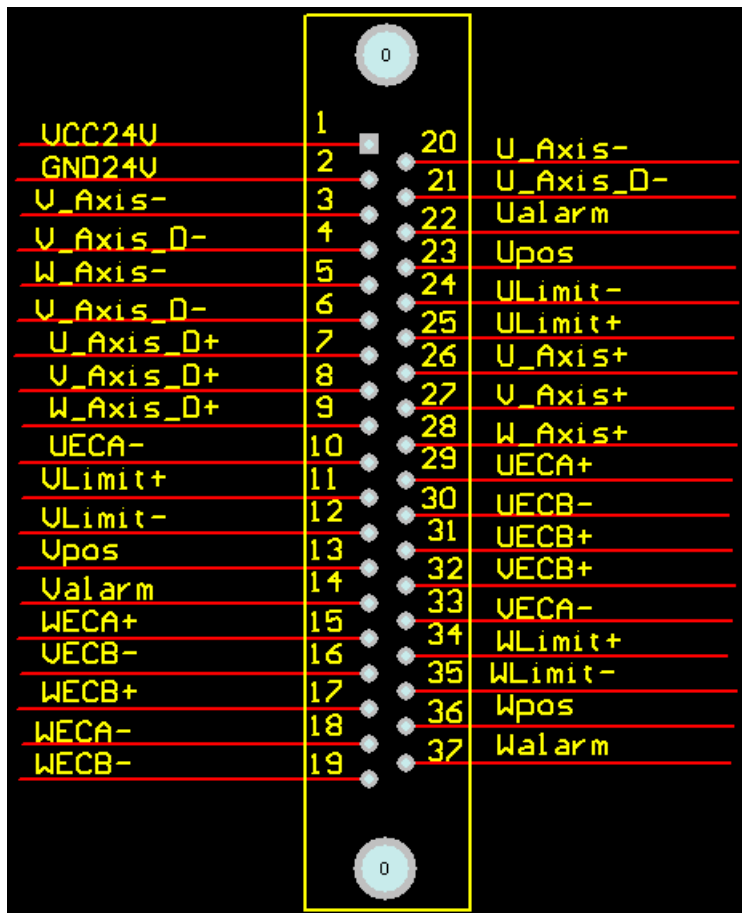 0
VCC24V 1
GND24V 2
V_Axis- 3
V_Axis_D- 4
W_Axis- 5
V_Axis_D- 6
U_Axis_D+ 7
V_Axis_D+ 8
W_Axis_D+ 9
UECA- 10
VLimit+ 11
VLimit- 12
Vpos 13
Valarm 14
WECA+ 15
VECB- 16
WECB+ 17
WECA- 18
WECB- 19
20 U_Axis-
21 U_Axis_D-
22 Ualarm
23 Upos
24 ULimit-
25 ULimit+
26 U_Axis+
27 V_Axis+
28 W_Axis+
29 UECA+
30 UECB-
31 UECB+
32 VECB+
33 VECA-
34 WLimit+
35 WLimit-
36 Wpos
37 Walarm
0